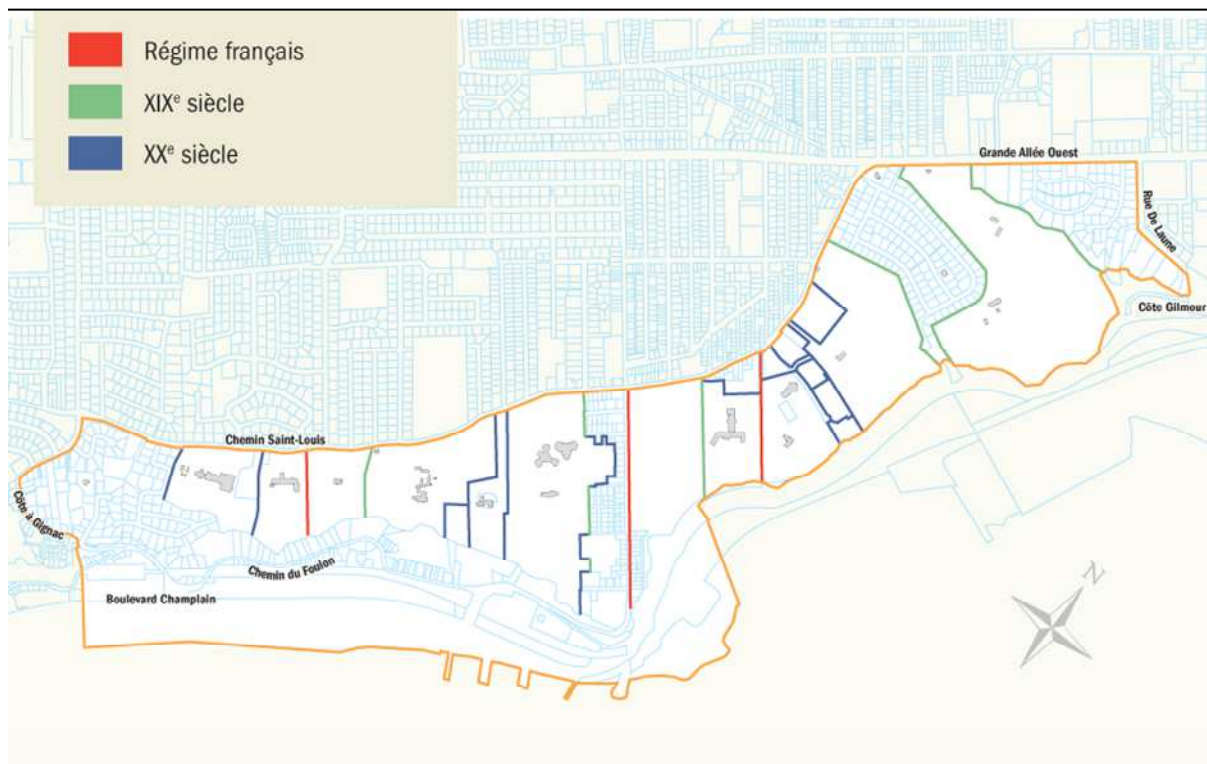 Régime français
XIXe siècle
XXe siècle
Grande Allée Ouest
Rue De Laune
Côte Gilmour
Chemin Saint-Louis
Côte à Gignac
Chemin du Foulon
Boulevard Champlain
N